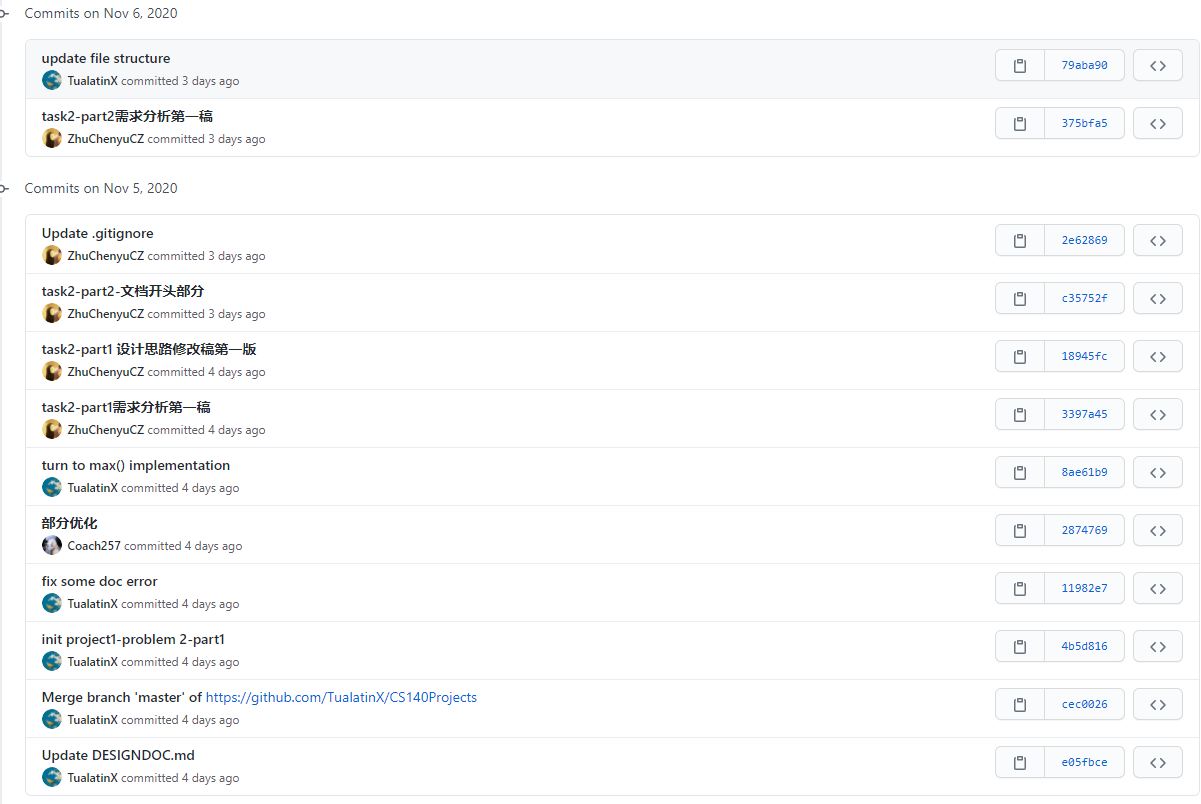 Commits on Nov 6, 2020
update file structure
79aba90
TualatinX committed 3 days ago
task2-part2需求分析第一稿
375bfa5
ZhuChenyuCZ committed 3 days ago
Commits on Nov 5, 2020
Update .gitignore
2e62869
ZhuChenyuCZ committed 3 days ago
task2-part2-文档开头部分
c35752f
ZhuChenyuCZ committed 3 days ago
task2-part1 设计思路修改稿第一版
18945fc
ZhuChenyuCZ committed 4 days ago
task2-part1需求分析第一稿
3397a45
ZhuChenyuCZ committed 4 days ago
turn to max() implementation
8ae61b9
TualatinX committed 4 days ago
部分优化
2874769
Coach257 committed 4 days ago
fix some doc error
11982e7
TualatinX committed 4 days ago
init project1-problem 2-part1
4b5d816
TualatinX committed 4 days ago
Merge branch 'master' of https://github.com/TualatinX/CS140Projects
cec0026
TualatinX committed 4 days ago
Update DESIGNDOC.md
e05fbce
TualatinX committed 4 days ago